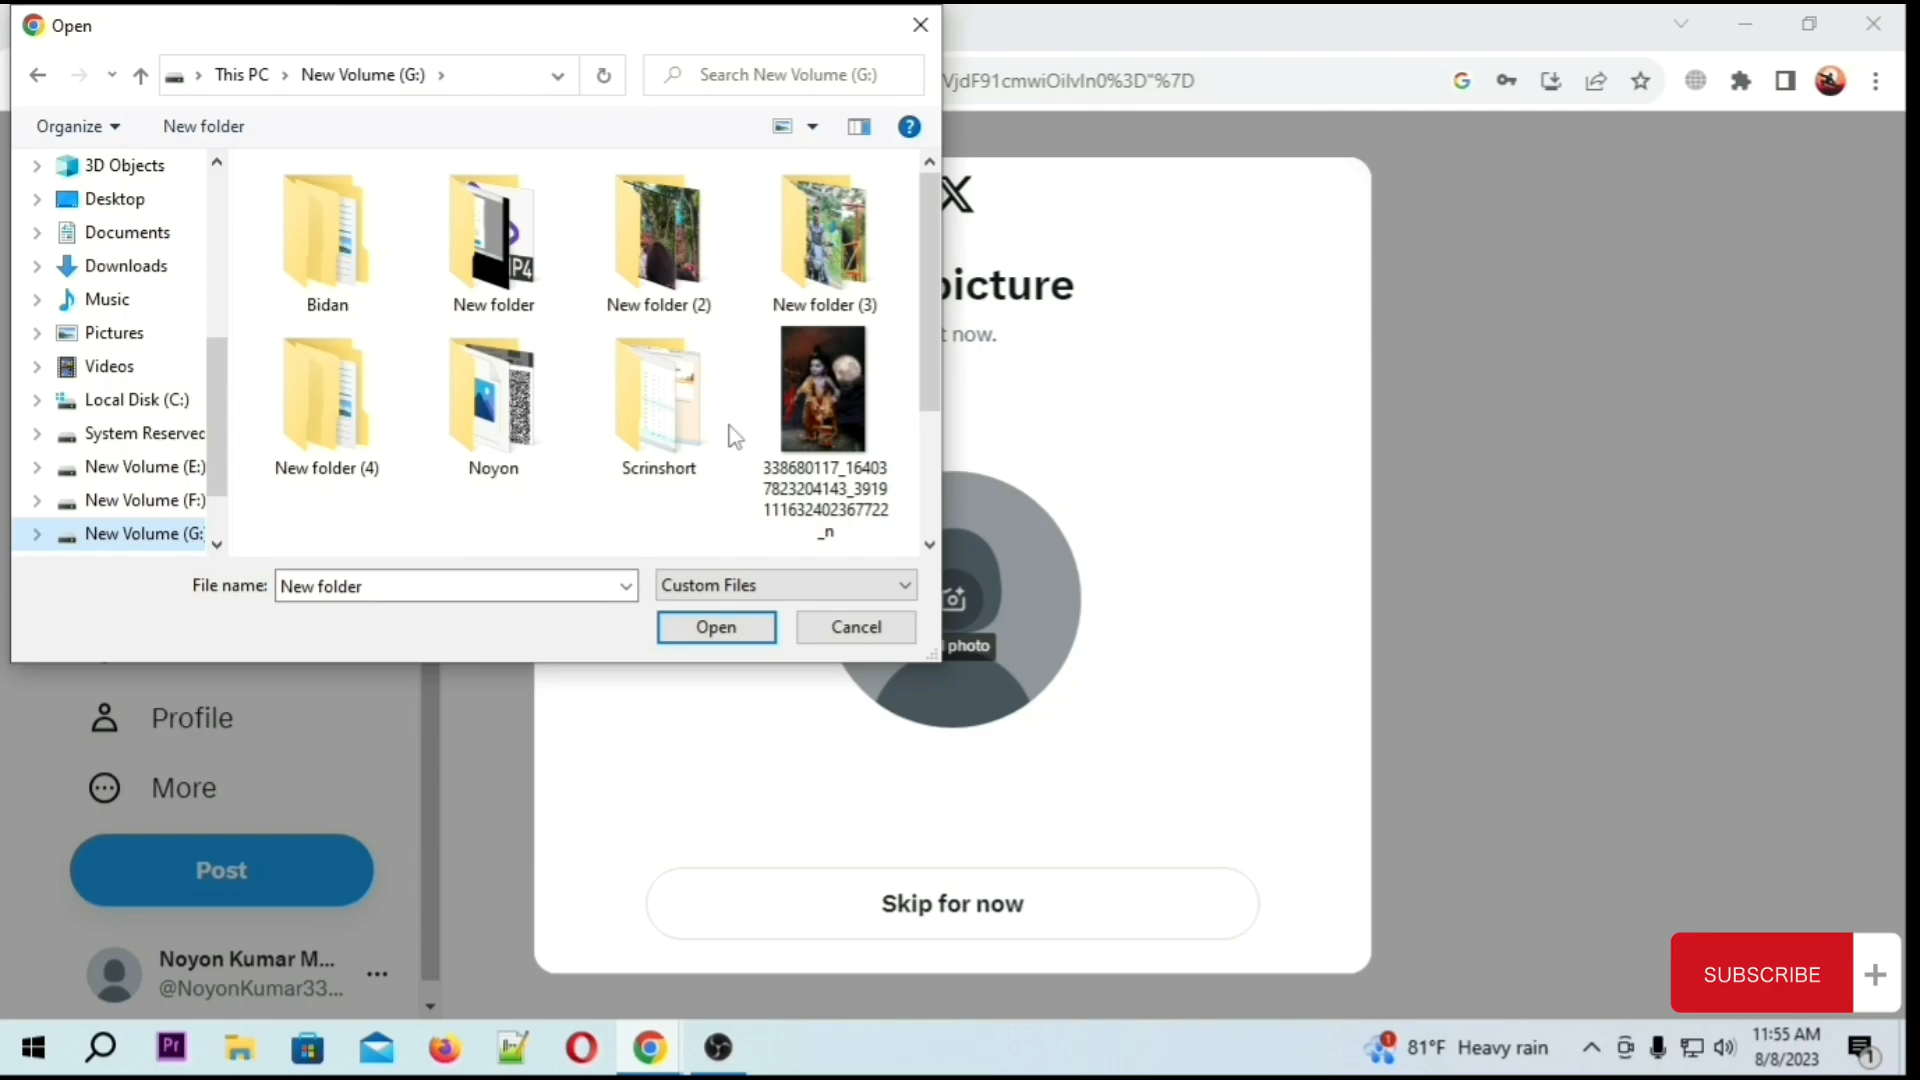 Open
This PC
New Volume (G:)
Search New Volume (G:)
VjdF91cmwiOiIvIn0%3D"%7D
Organize
New folder
3D Objects
Desktop
Documents
Downloads
Music
Pictures
Videos
Local Disk (C:)
System Reserved
New Volume (E:)
New Volume (F:)
New Volume (G:
Bidan
New folder
New folder (2)
New folder (3)
New folder (4)
Noyon
Scrinshort
338680117_16403
7823204143_3919
111632402367722
_n
File name:
New folder
Custom Files
Open
Cancel
picture
t now.
photo
Skip for now
Profile
More
Post
Noyon Kumar M...
@NoyonKumar33...
SUBSCRIBE
81°F Heavy rain
11:55 AM
8/8/2023